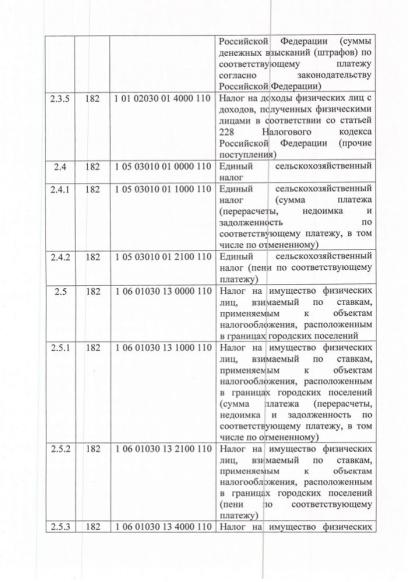 Российской Федерации (суммы
денежных взысканий (штрафов) по
соответствующему платежу
согласно законодательству
Российской Федерации)
2.3.5 182 1 01 02030 01 4000 110 Налог на доходы физических лиц с
доходов, полученных физическими
лицами в соответствии со статьей
228 Налогового кодекса
Российской Федерации (прочие
поступления)
2.4 182 1 05 03010 01 0000 110 Единый сельскохозяйственный
налог
2.4.1 182 1 05 03010 01 1000 110 Единый сельскохозяйственный
налог (сумма платежа
(перерасчеты, недоимка и
задолженность по
соответствующему платежу, в том
числе по отмененному)
2.4.2 182 1 05 03010 01 2100 110 Единый сельскохозяйственный
налог (пени по соответствующему
платежу)
2.5 182 1 06 01030 13 0000 110 Налог на имущество физических
лиц, взимаемый по ставкам,
применяемым к объектам
налогообложения, расположенным
в границах городских поселений
2.5.1 182 1 06 01030 13 1000 110 Налог на имущество физических
лиц, взимаемый по ставкам,
применяемым к объектам
налогообложения, расположенным
в границах городских поселений
(сумма платежа (перерасчеты,
недоимка и задолженность по
соответствующему платежу, в том
числе по отмененному)
2.5.2 182 1 06 01030 13 2100 110 Налог на имущество физических
лиц, взимаемый по ставкам,
применяемым к объектам
налогообложения, расположенным
в границах городских поселений
(пени по соответствующему
платежу)
2.5.3 182 1 06 01030 13 4000 110 Налог на имущество физических